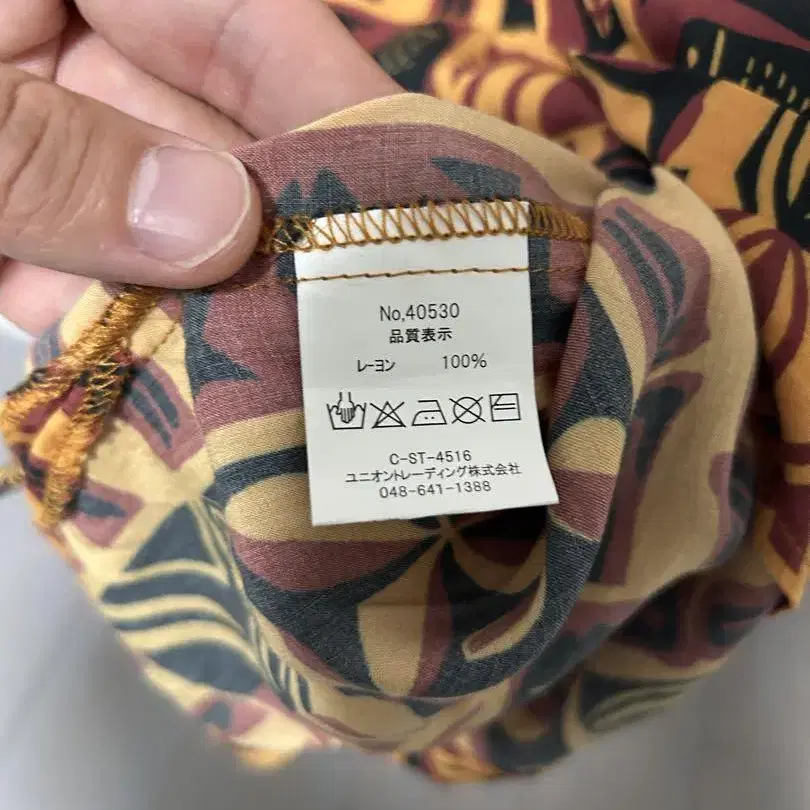 No,40530
品質表示
レーヨン 100%
C-ST-4516
ユニオントレーディング株式会社
048-641-1388